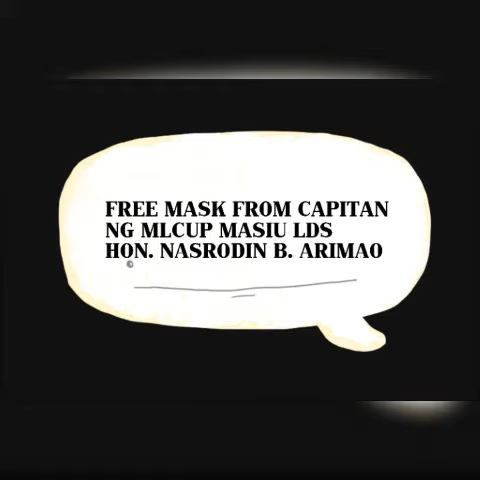 FREE MASK FROM CAPITAN
NG MLCUP MASIU LDS
HON. NASRODIN B. ARIMAO
©